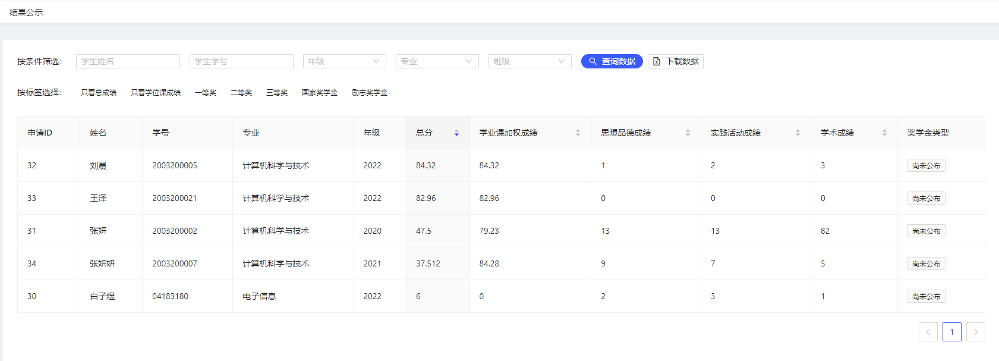 结果公示
按条件筛选： 学生姓名 学生学号 年级 专业 班级 查询数据 下载数据
按标签选择： 只看总成绩 只看学位课成绩 一等奖 二等奖 三等奖 国家奖学金 励志奖学金
申请ID 姓名 学号 专业 年级 总分 学业课加权成绩 思想品德成绩 实践活动成绩 学术成绩 奖学金类型
32 刘晨 2003200005 计算机科学与技术 2022 84.32 84.32 1 2 3 尚未公布
33 王泽 2003200021 计算机科学与技术 2022 82.96 82.96 0 0 0 尚未公布
31 张妍 2003200002 计算机科学与技术 2020 47.5 79.23 13 13 82 尚未公布
34 张妍妍 2003200007 计算机科学与技术 2021 37.512 84.28 9 7 5 尚未公布
30 白子煜 04183180 电子信息 2022 6 0 2 3 1 尚未公布
< 1 >